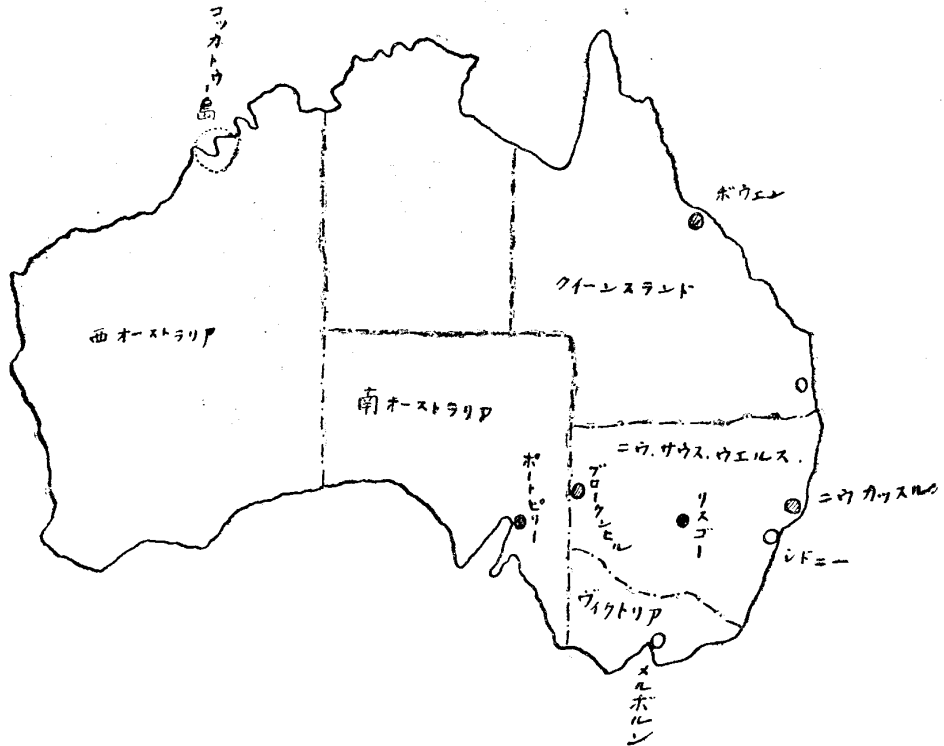 コッカトウー島
ボウエン
クイーンスランド
西オーストラリア
南オーストラリア
ニウ.サウス.ウエルス.
ポートピリー
ブロークンヒル
リスゴー
ニウカッスル
シドニー
ヴィクトリア
メルボルン